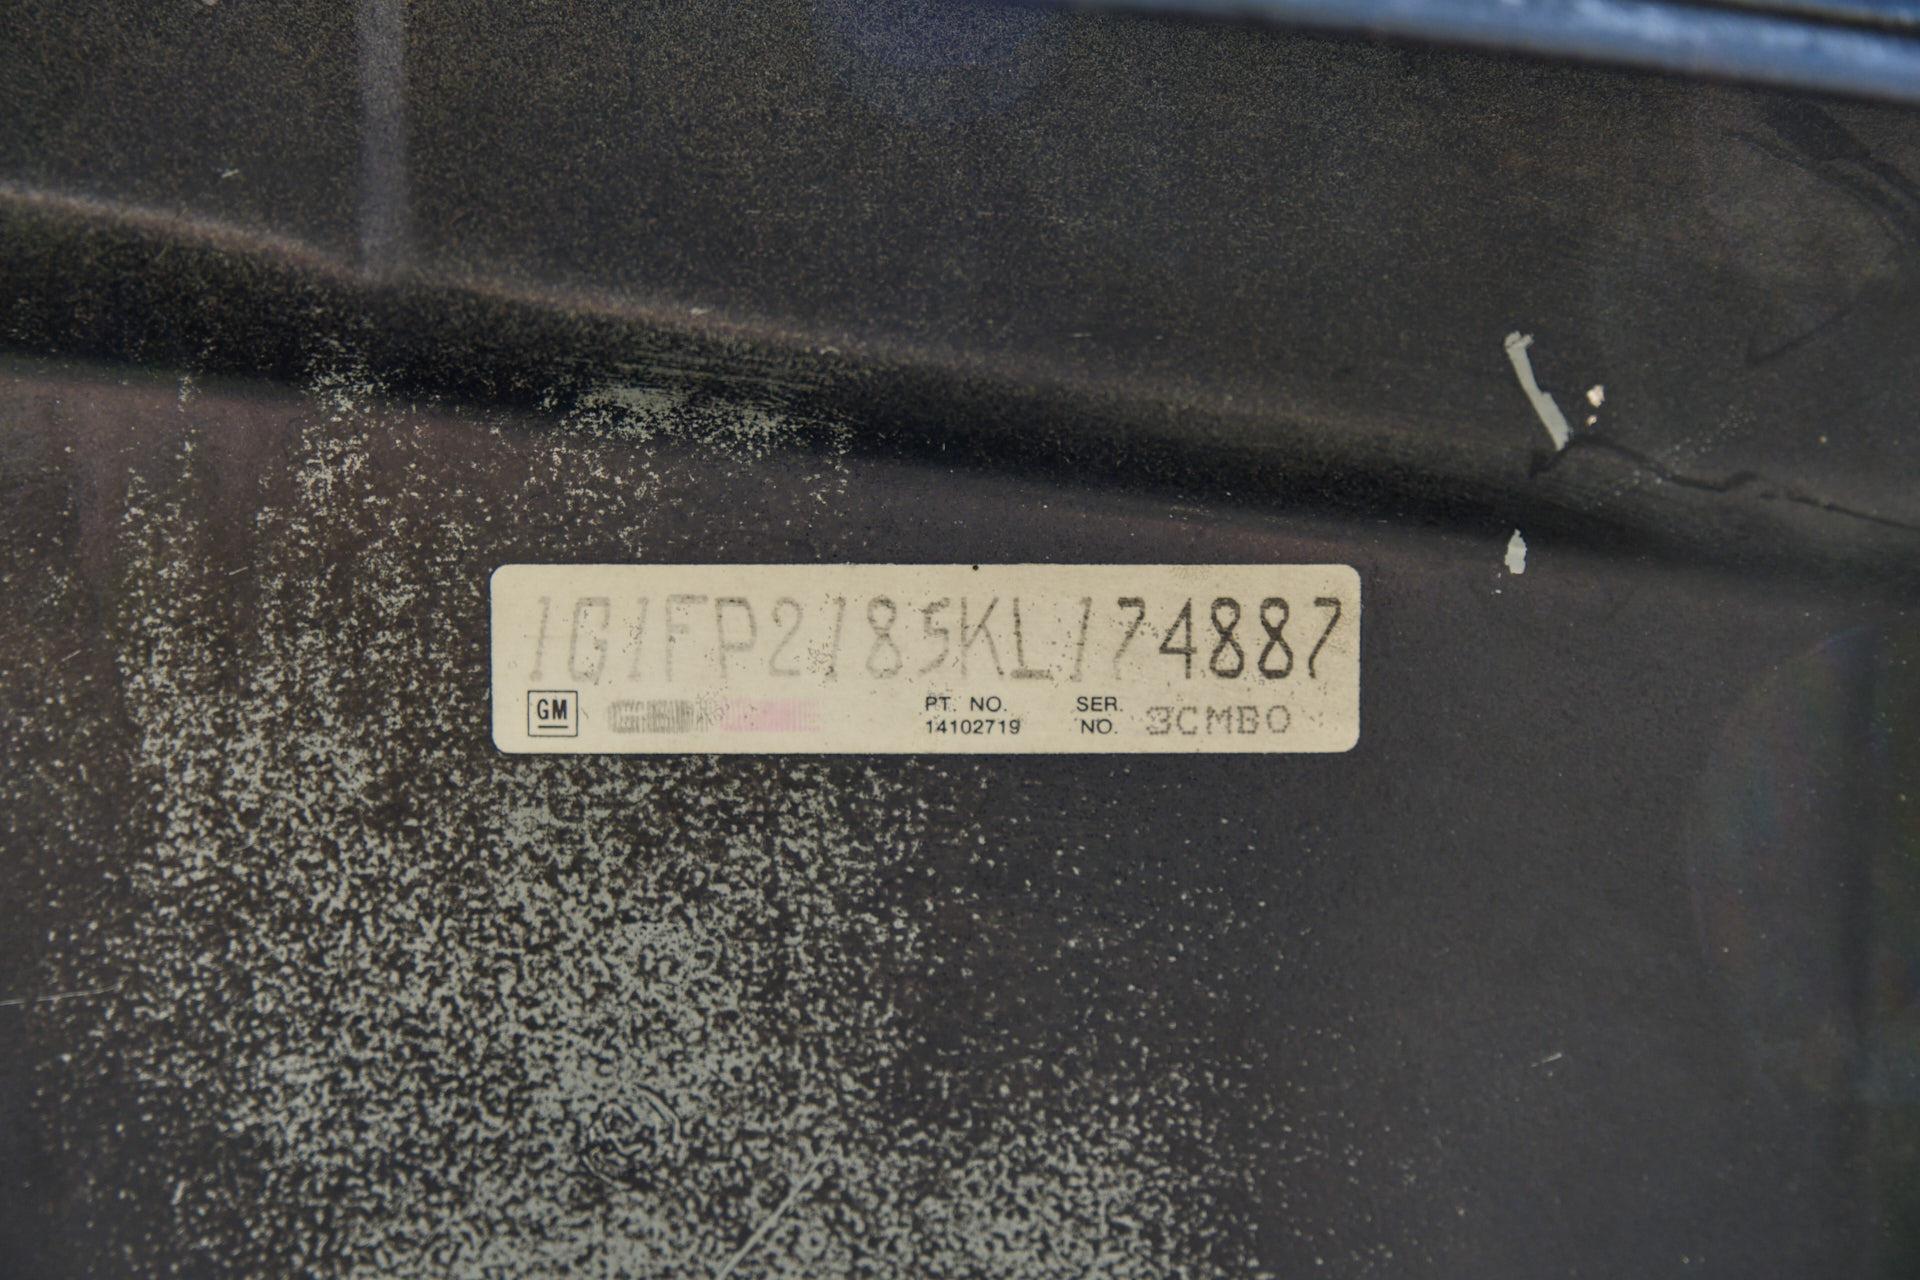 1G1FP2185KL174887
GM
PT. NO. SER.
14102719 NO. 3CMBO